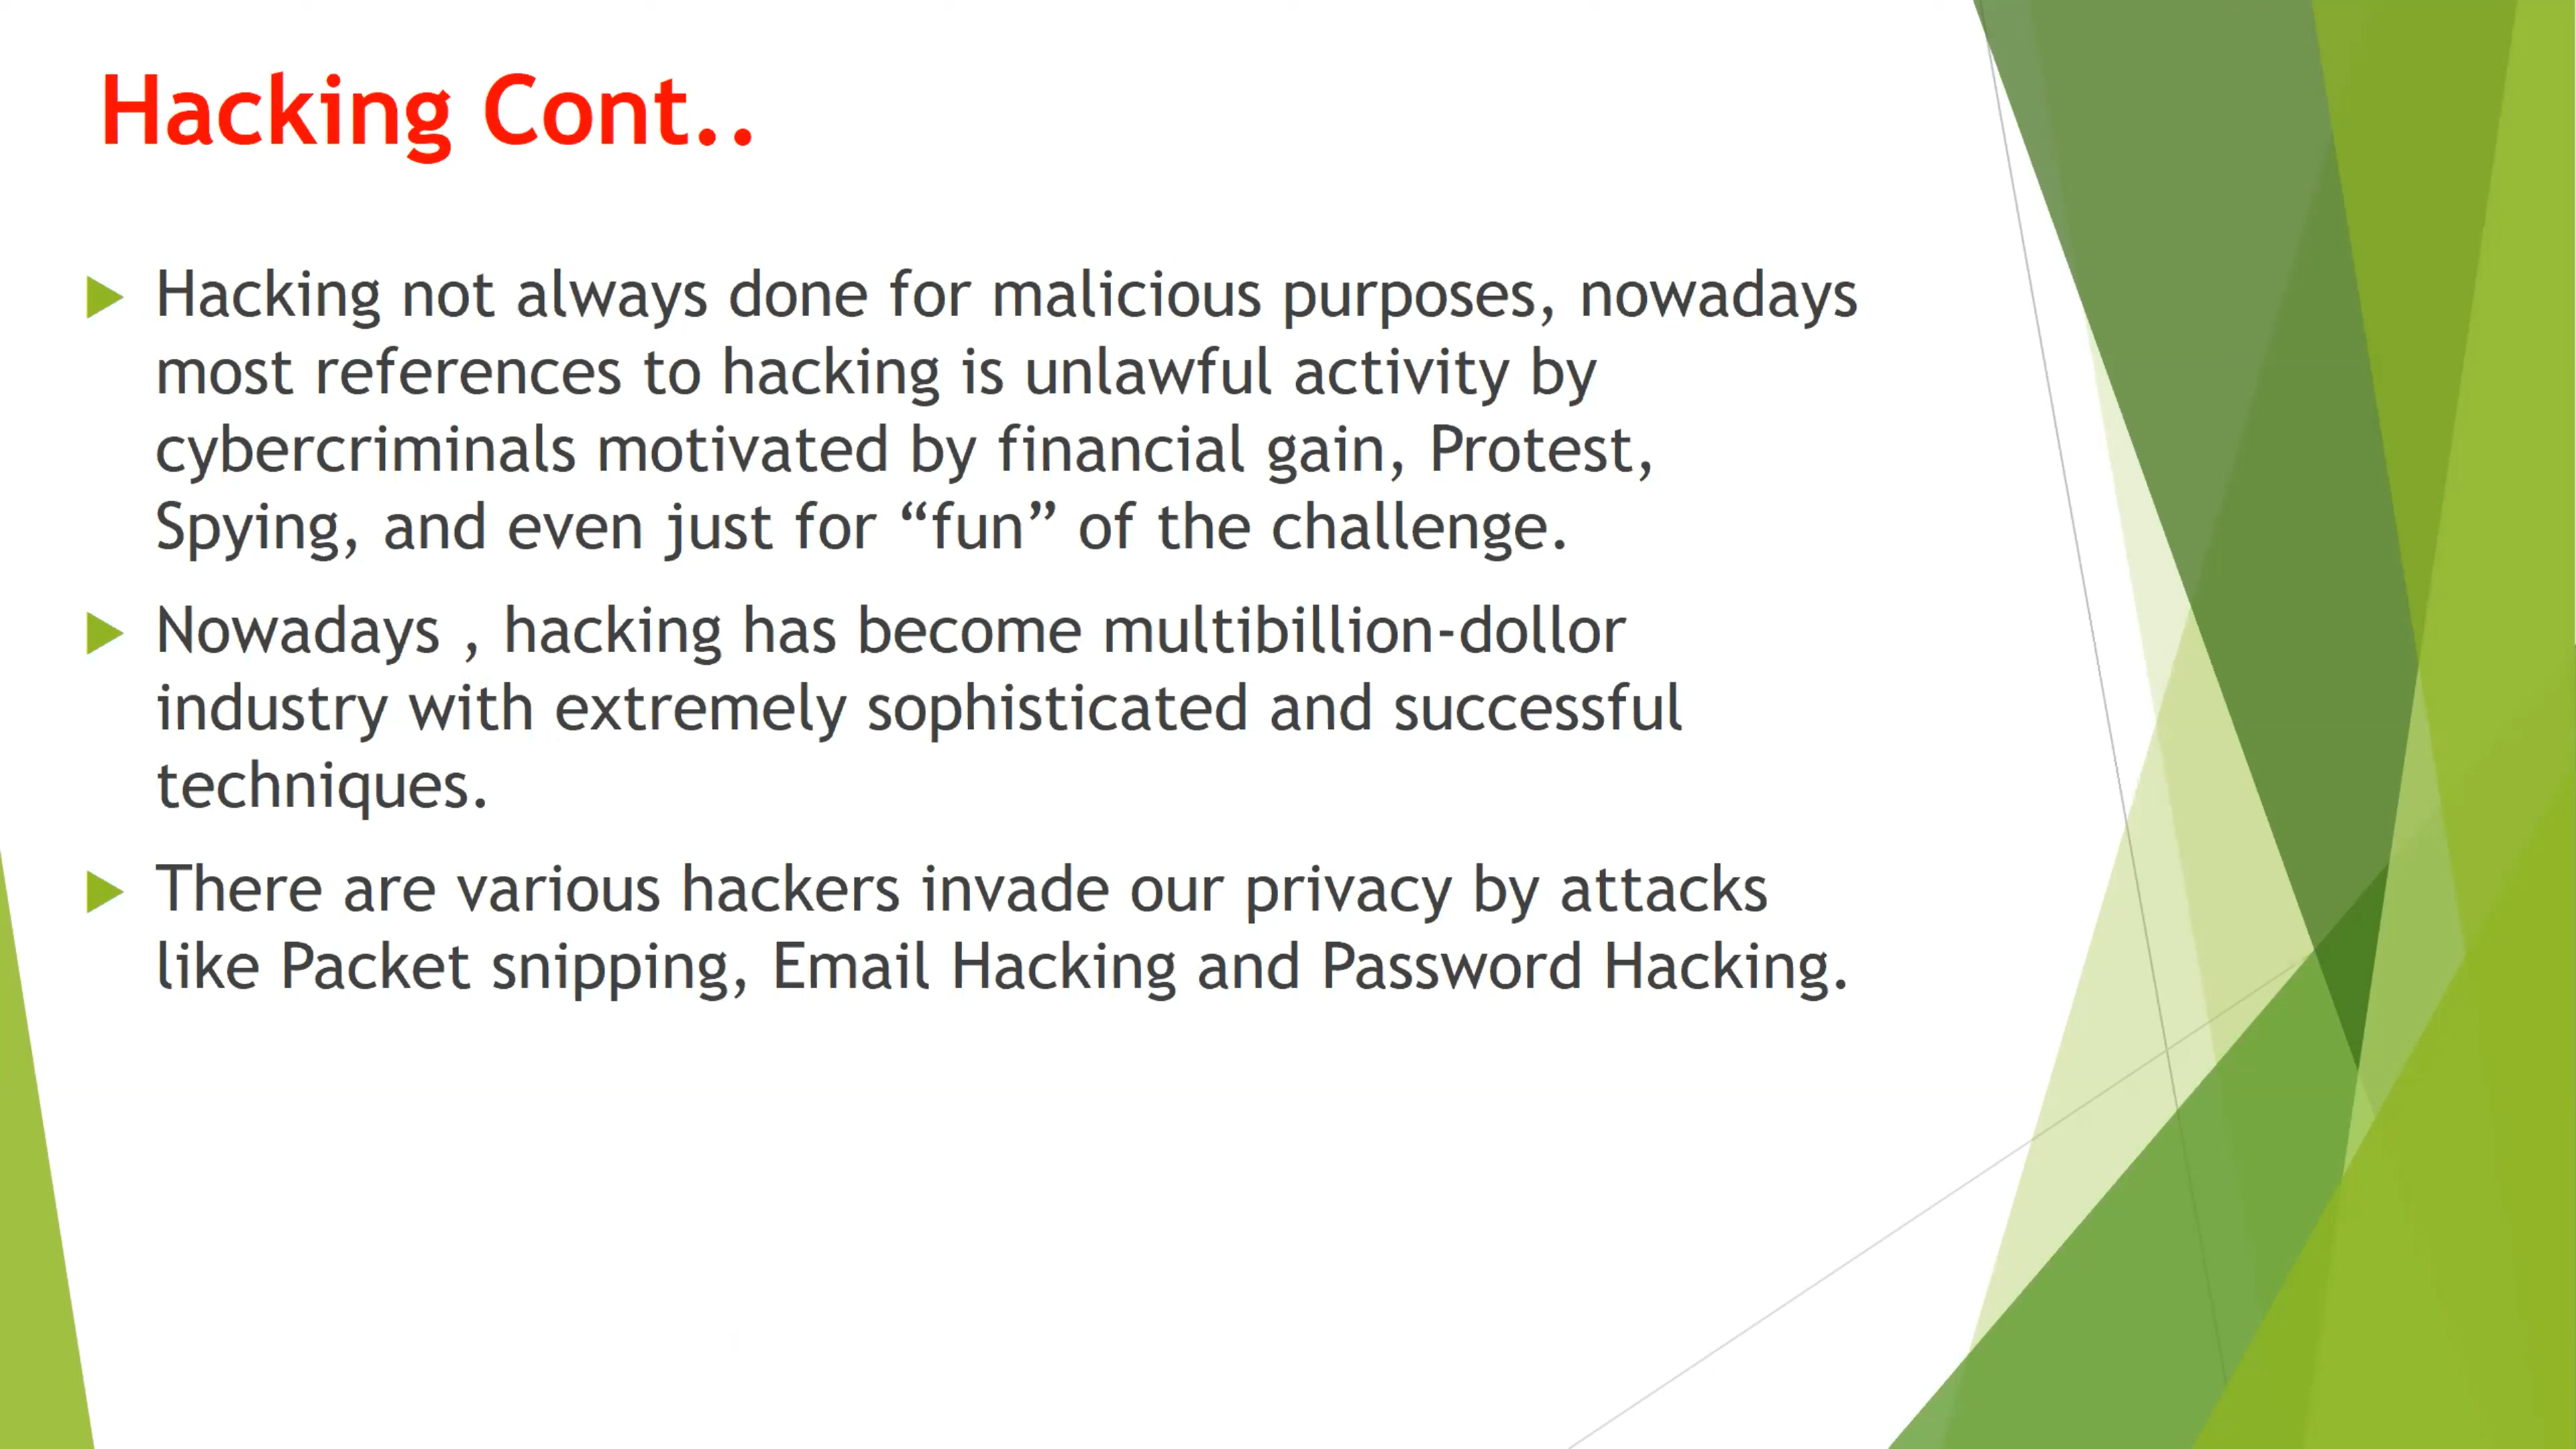 Hacking Cont..
Hacking not always done for malicious purposes, nowadays
most references to hacking is unlawful activity by
cybercriminals motivated by financial gain, Protest,
Spying, and even just for “fun” of the challenge.
Nowadays , hacking has become multibillion-dollor
industry with extremely sophisticated and successful
techniques.
There are various hackers invade our privacy by attacks
like Packet snipping, Email Hacking and Password Hacking.